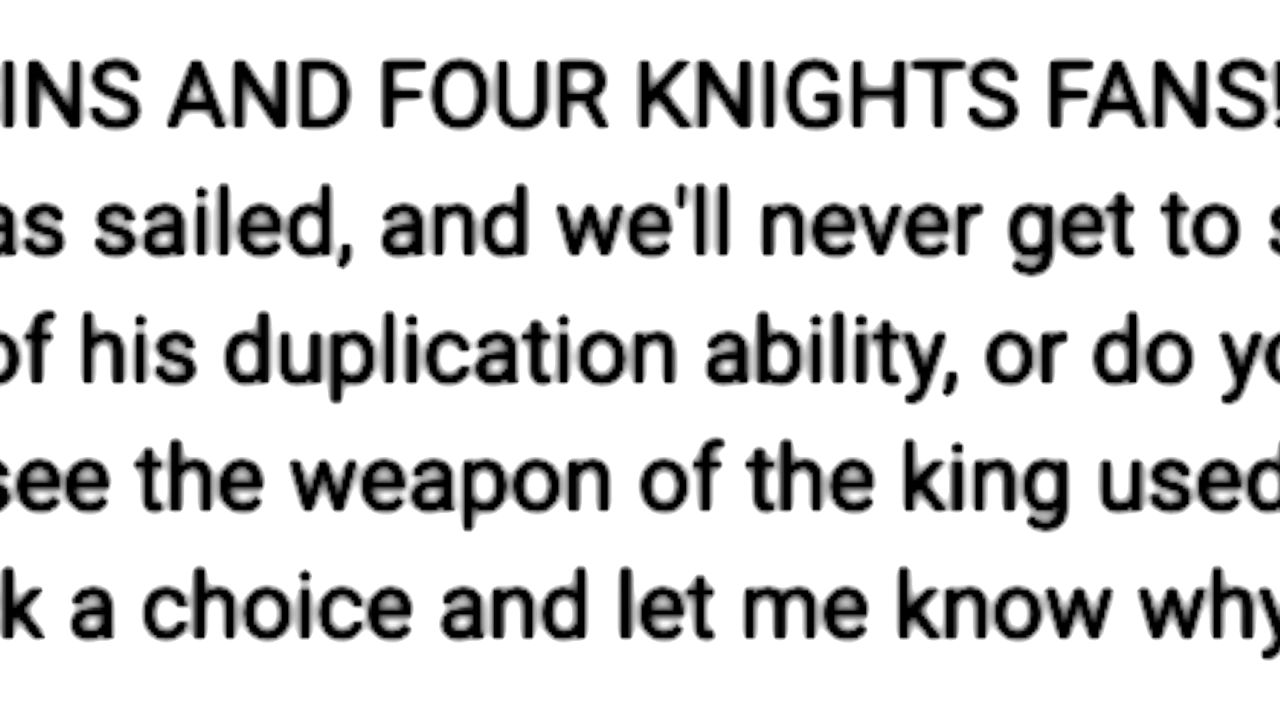 INS AND FOUR KNIGHTS FANS!
as sailed, and we'll never get to s
of his duplication ability, or do yo
see the weapon of the king used
k a choice and let me know why